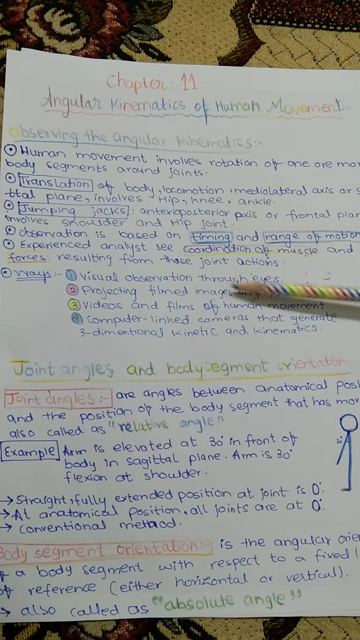 Chapter: 11
Angular Kinematics of Human Movement.
Observing the angular kinematics:-
Human movement involves rotation of one or more
body segments around joints.
Translation of body, locomotion: mediolateral axis or
ttal plane, involves Hip, knee, ankle.
Jumping jacks: anterioposterior axis or frontal plan
involves shoulder and Hip joint.
Observation is based on timing and range of motion
Experienced analyst see coordination of muscle and
forces resulting from those joint actions.
Ways:
① Visual observation through eyes.
② Projecting filmed images
③ Videos and films of human movement
④ Computer-linked cameras that generate
3-dimentional kinetic and kinematics.
Joint angles and body segment orientation
Joint angles:- are angles between anatomical pos
and the position of the body segment that has mov
also called as "relative angle"
Example Arm is elevated at 30° in front of
body in sagittal plane. Arm is 30°
flexion at shoulder.
→ Straight, fully extended position at joint is 0°.
→ At anatomical position, all joints are at 0°.
→ Conventional method.
Body segment orientation:- is the angular orie
of a body segment with respect to a fixed
of reference (either horizontal or vertical).
→ also called as "absolute angle"